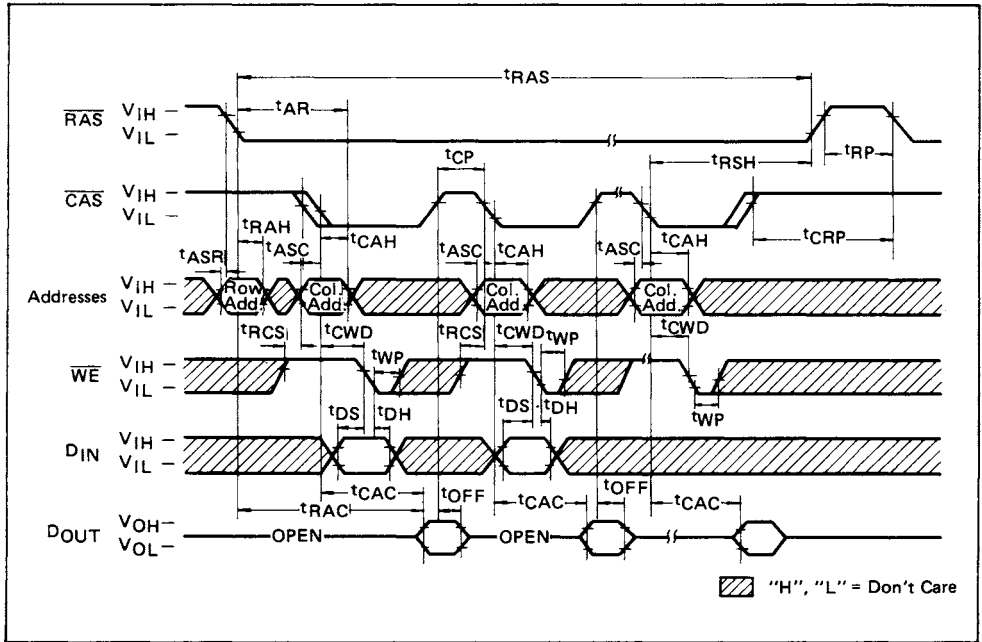 tRAS
tAR
RAS VIH
VIL
tCP
tRSH
tRP
CAS VIH
VIL
tRAH
tCAH
tASC
tASR
tASC
tCAH
tASC
tCAH
tCRP
Addresses VIH
VIL
Row Add.
Col. Add.
Col. Add.
Col. Add.
tRCS
tCWD
tWP
tRCS
tCWD
tWP
tCWD
WE VIH
VIL
tWP
tDS
tDH
tDS
tDH
DIN VIH
VIL
tCAC
tRAC
tOFF
tCAC
tOFF
tCAC
DOUT VOH
VOL
OPEN
OPEN
"H", "L" = Don't Care